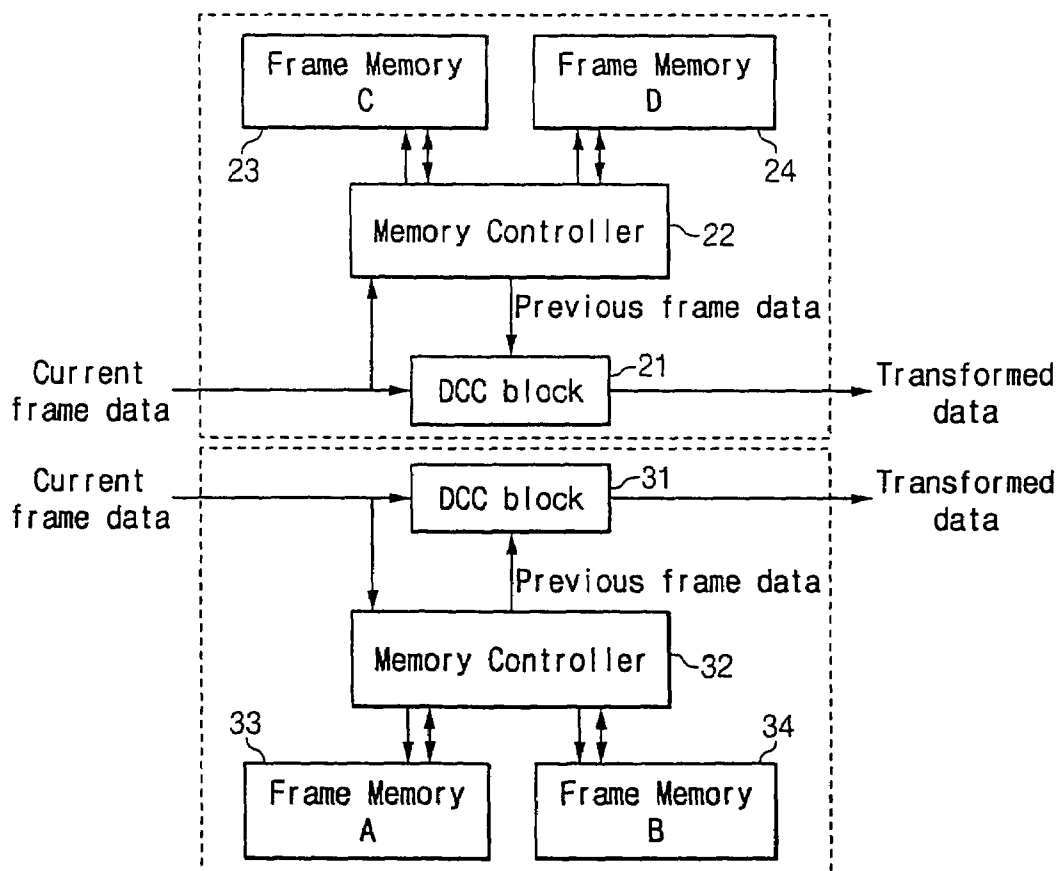 Frame Memory
C
Frame Memory
D
23
24
Memory Controller
22
Previous frame data
Current
frame data
DCC block
21
Transformed
data
Current
frame data
DCC block
31
Transformed
data
Previous frame data
Memory Controller
32
33
34
Frame Memory
A
Frame Memory
B